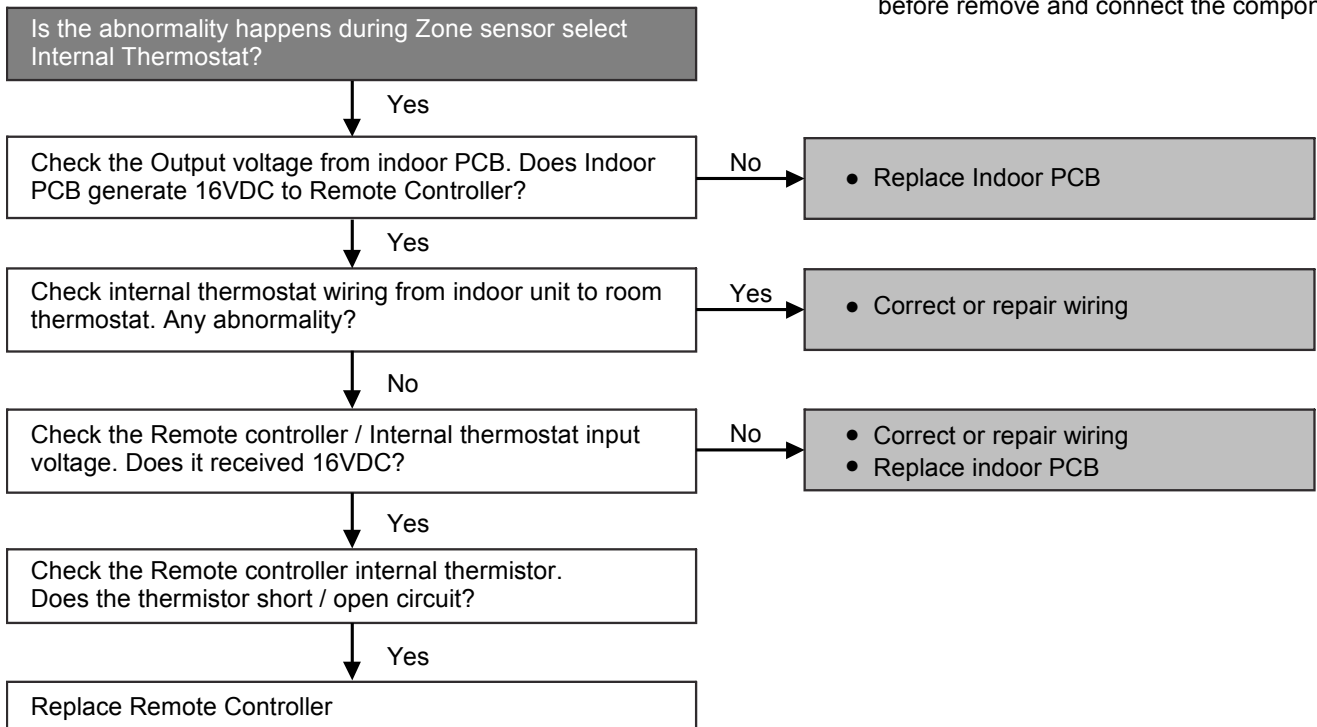 before remove and connect the
Is the abnormality happens during Zone sensor select
Internal Thermostat?
Yes
Check the Output voltage from indoor PCB. Does Indoor
PCB generate 16VDC to Remote Controller?
No
● Replace Indoor PCB
Yes
Check internal thermostat wiring from indoor unit to room
thermostat. Any abnormality?
Yes
● Correct or repair wiring
No
Check the Remote controller / Internal thermostat input
voltage. Does it received 16VDC?
No
● Correct or repair wiring
● Replace indoor PCB
Yes
Check the Remote controller internal thermistor.
Does the thermistor short / open circuit?
Yes
Replace Remote Controller